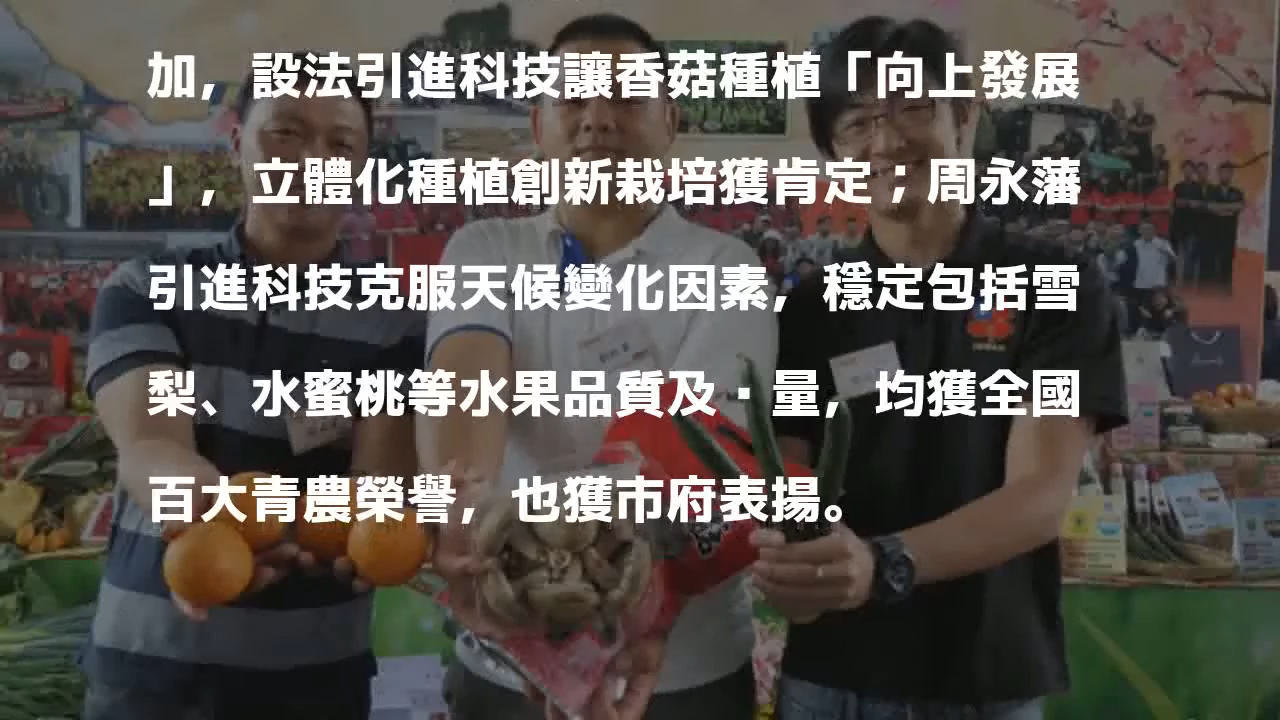 加，設法引進科技讓香菇種植「向上發展
」，立體化種植創新栽培獲肯定；周永藩
引進科技克服天候變化因素，穩定包括雪
梨、水蜜桃等水果品質及·量，均獲全國
百大青農榮譽，也獲市府表揚。